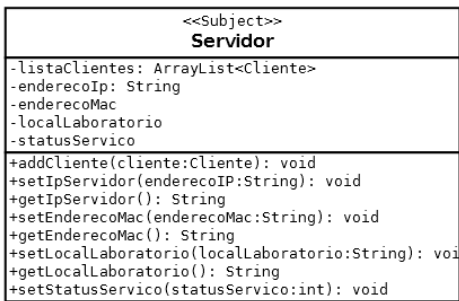 <<Subject>>
Servidor
-listaClientes: ArrayList<Cliente>
-enderecoIp: String
-enderecoMac
-localLaboratorio
-statusServico
+addCliente(cliente:Cliente): void
+setIpServidor(enderecoIP:String): void
+getIpServidor(): String
+setEnderecoMac(enderecoMac:String): void
+getEnderecoMac(): String
+setLocalLaboratorio(localLaboratorio:String): voi
+getLocalLaboratorio(): String
+setStatusServico(statusServico:int): void